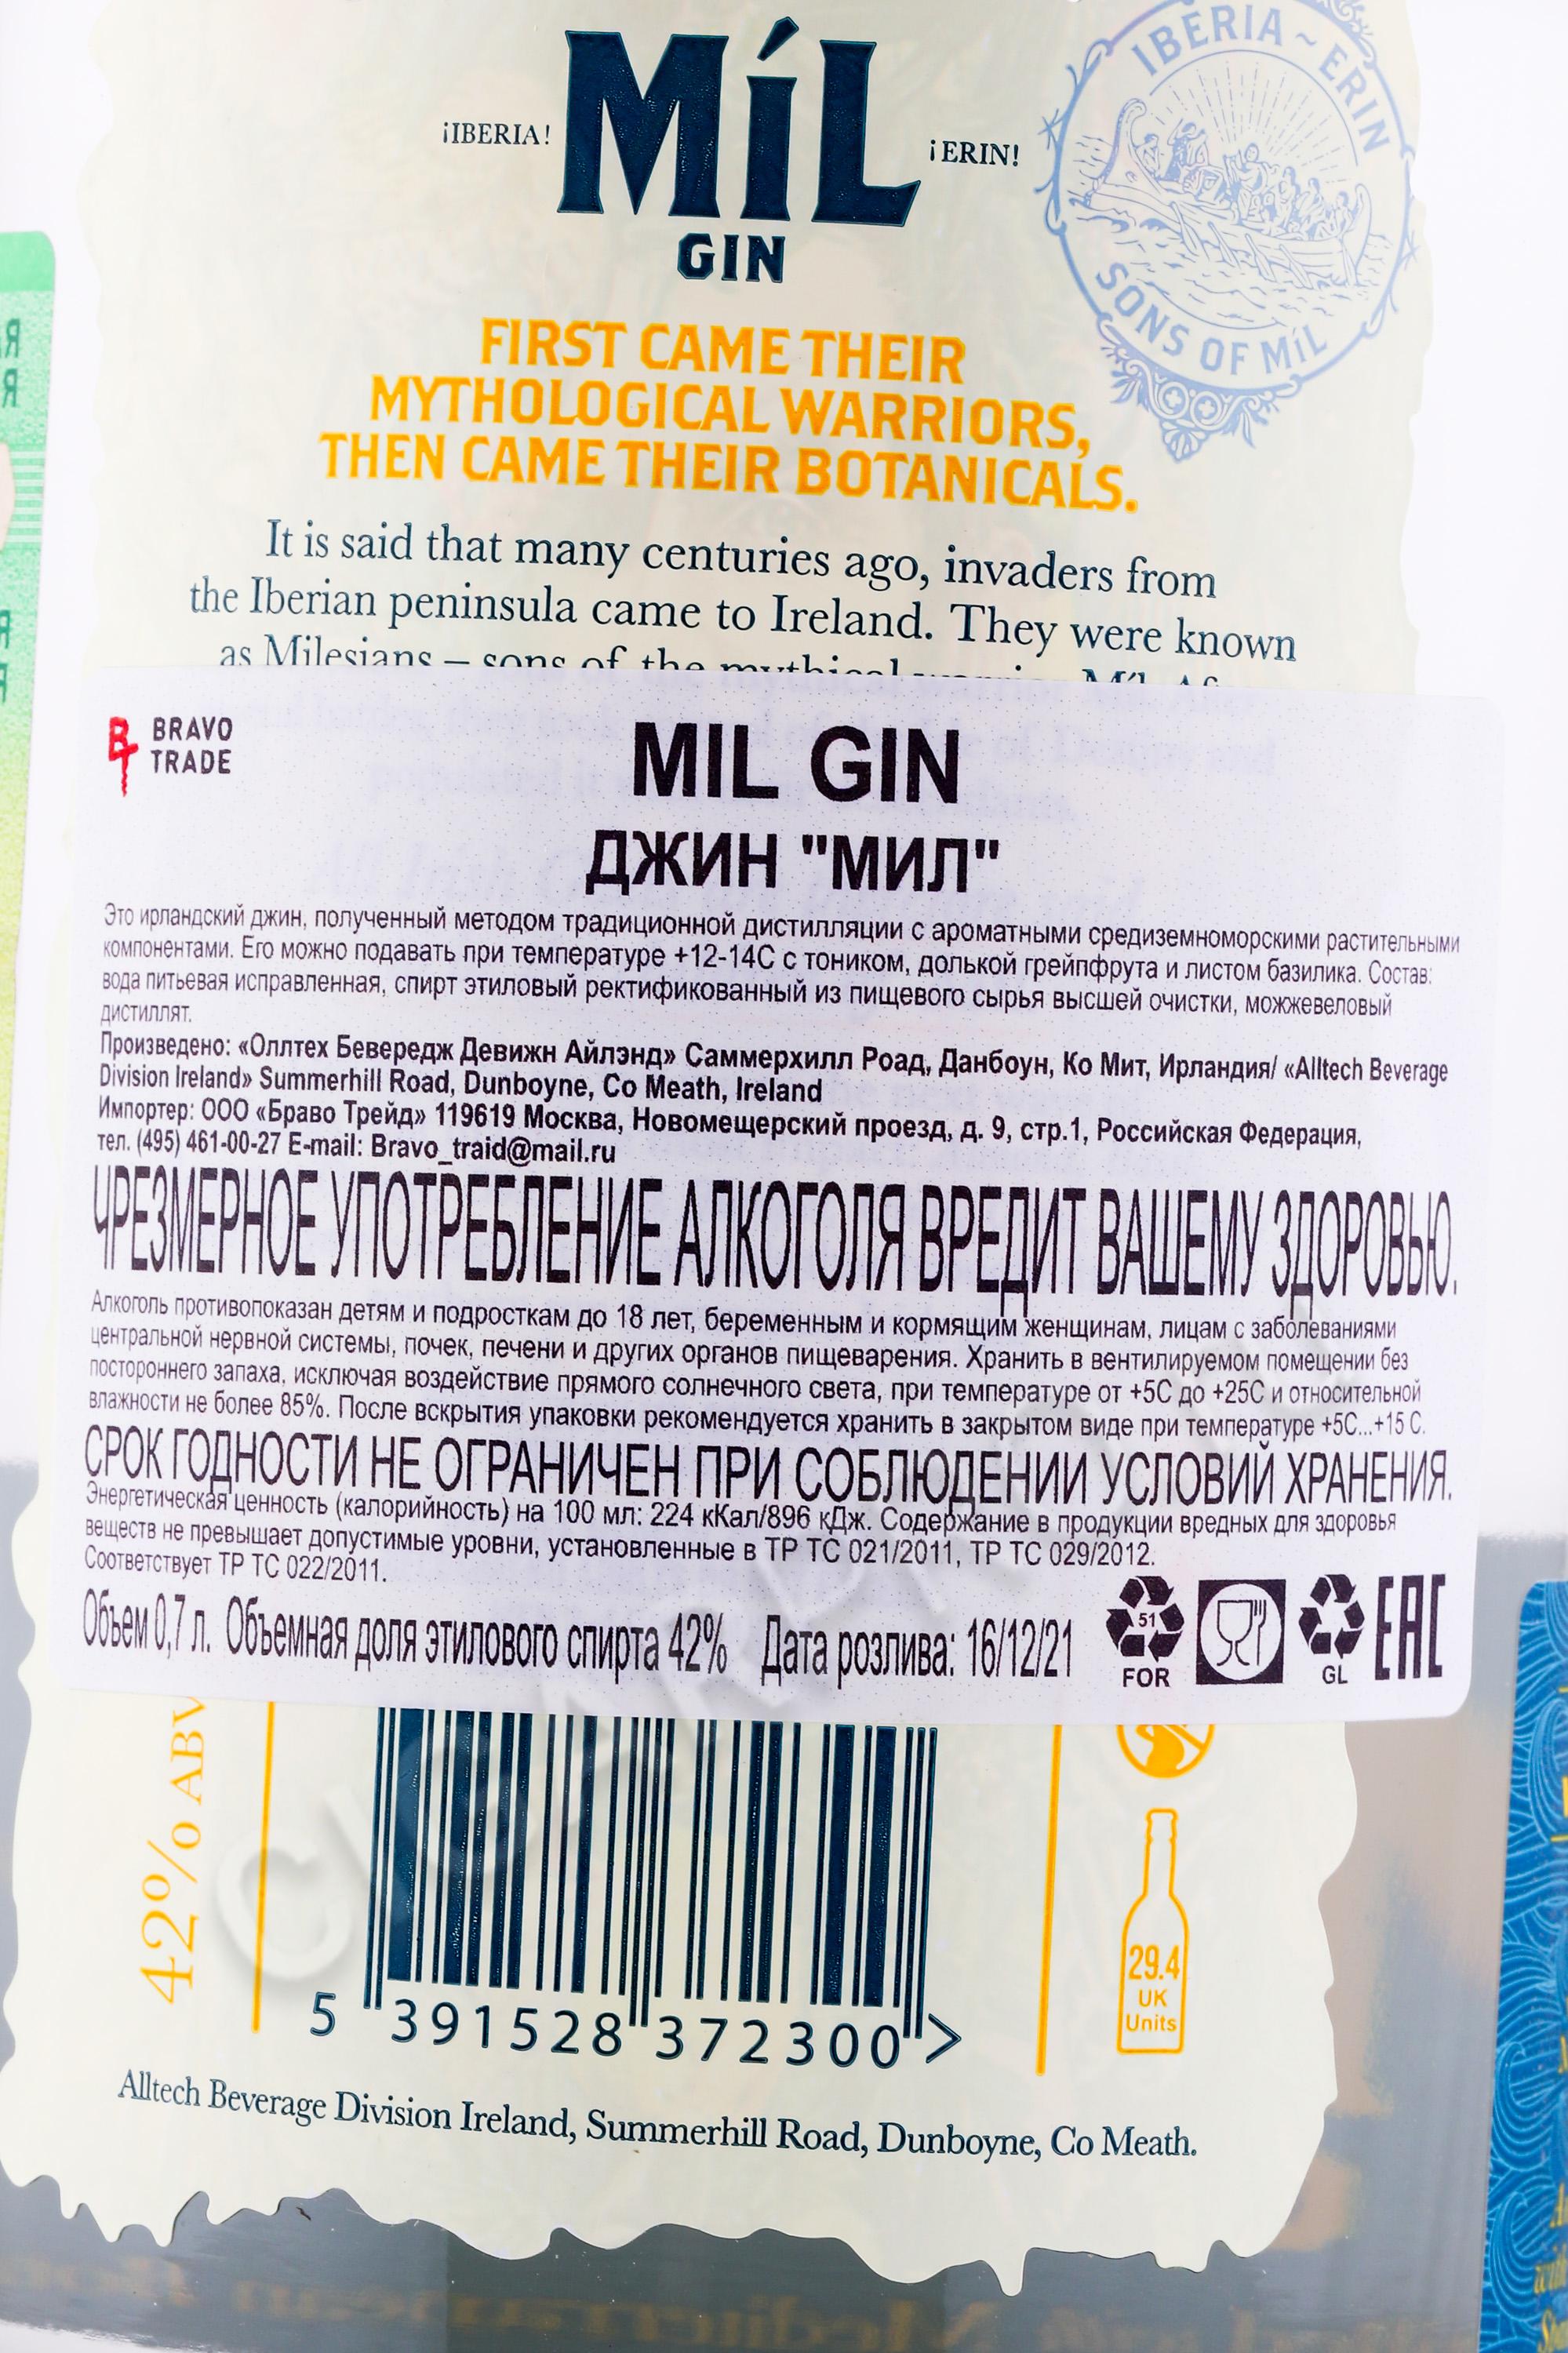 MíL
¡IBERIA!
¡ERIN!
GIN
IBERIA ~ ERIN
SONS OF MíL
FIRST CAME THEIR
MYTHOLOGICAL WARRIORS,
THEN CAME THEIR BOTANICALS.
It is said that many centuries ago, invaders from
the Iberian peninsula came to Ireland. They were known
as Milesians – sons of the mythical warrior Míl.
BRAVO
TRADE
MIL GIN
ДЖИН "МИЛ"
Это ирландский джин, полученный методом традиционной дистилляции с ароматными средиземноморскими растительными
компонентами. Его можно подавать при температуре +12-14С с тоником, долькой грейпфрута и листом базилика. Состав:
вода питьевая исправленная, спирт этиловый ректификованный из пищевого сырья высшей очистки, можжевеловый
дистиллят.
Произведено: «Оллтех Бевередж Девижн Айлэнд» Саммерхилл Роад, Данбоун, Ко Мит, Ирландия/ «Alltech Beverage
Division Ireland» Summerhill Road, Dunboyne, Co Meath, Ireland
Импортер: ООО «Браво Трейд» 119619 Москва, Новомещерский проезд, д. 9, стр.1, Российская Федерация,
тел. (495) 461-00-27 E-mail: Bravo_traid@mail.ru
ЧРЕЗМЕРНОЕ УПОТРЕБЛЕНИЕ АЛКОГОЛЯ ВРЕДИТ ВАШЕМУ ЗДОРОВЬЮ.
Алкоголь противопоказан детям и подросткам до 18 лет, беременным и кормящим женщинам, лицам с заболеваниями
центральной нервной системы, почек, печени и других органов пищеварения. Хранить в вентилируемом помещении без
постороннего запаха, исключая воздействие прямого солнечного света, при температуре от +5С до +25С и относительной
влажности не более 85%. После вскрытия упаковки рекомендуется хранить в закрытом виде при температуре +5С...+15 С.
СРОК ГОДНОСТИ НЕ ОГРАНИЧЕН ПРИ СОБЛЮДЕНИИ УСЛОВИЙ ХРАНЕНИЯ.
Энергетическая ценность (калорийность) на 100 мл: 224 кКал/896 кДж. Содержание в продукции вредных для здоровья
веществ не превышает допустимые уровни, установленные в ТР ТС 021/2011, ТР ТС 029/2012.
Соответствует ТР ТС 022/2011.
Объем 0,7 л. Объемная доля этилового спирта 42% Дата розлива: 16/12/21
51
FOR
GL
EAC
42% ABV
5 391528 372300 >
29.4
UK
Units
Alltech Beverage Division Ireland, Summerhill Road, Dunboyne, Co Meath.